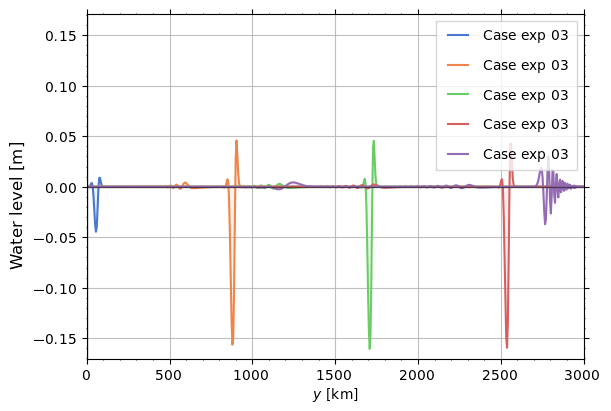 Case exp 03
Case exp 03
Case exp 03
Case exp 03
Case exp 03
Water level [m]
0.15
0.10
0.05
0.00
−0.05
−0.10
−0.15
0 500 1000 1500 2000 2500 3000
y [km]